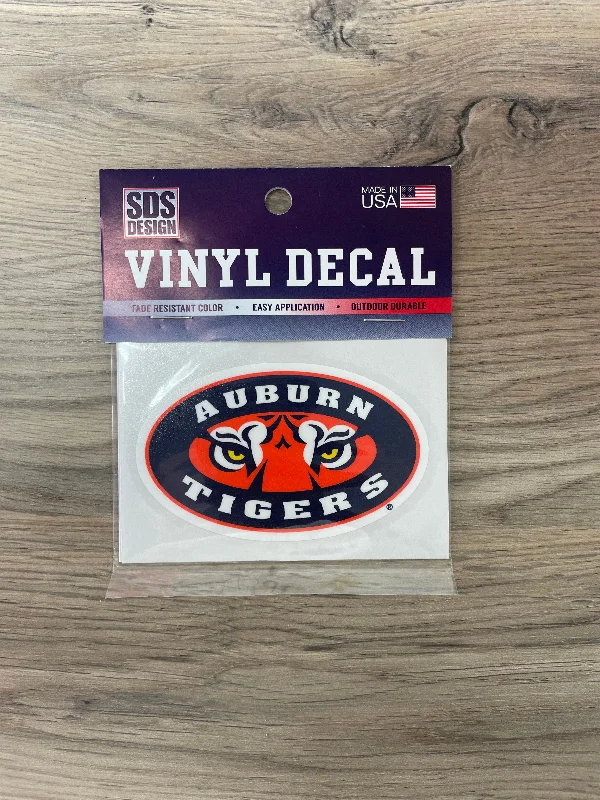 SDS
DESIGN
MADE IN
USA
VINYL DECAL
FADE RESISTANT COLOR • EASY APPLICATION • OUTDOOR DURABLE
AUBURN
TIGERS®